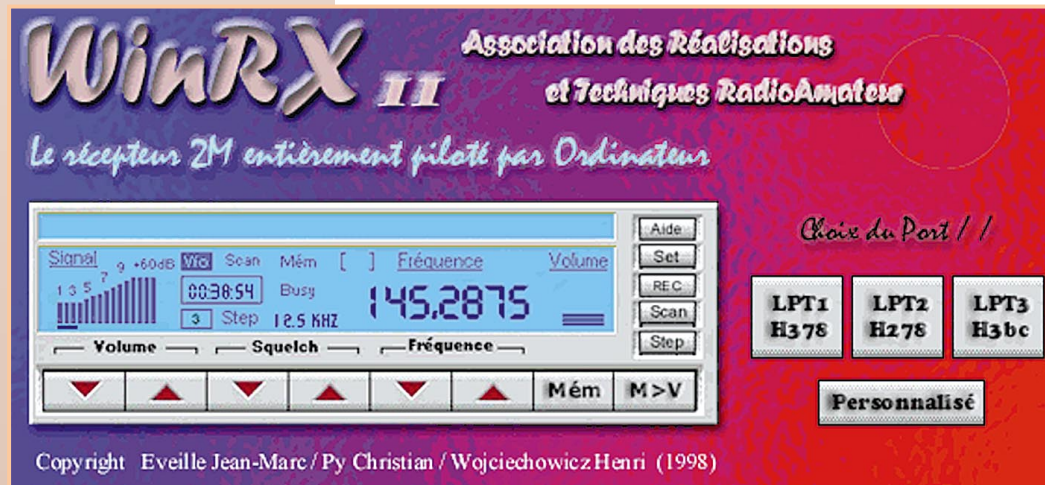 WinRX II
Association des Réalisations
et Techniques RadioAmateur
Le récepteur 2M entièrement piloté par Ordinateur
Signal
1 3 5 7 9 +60dB
Vfo Scan Mém [ ] Fréquence Volume
00:38:54 Busy 145,2875
3 Step 12.5 KHZ
Volume Squelch Fréquence
Mém M>V
Aide
Set
REC
Scan
Step
Choix du Port //
LPT1 H378
LPT2 H278
LPT3 H3bc
Personnalisé
Copyright Eveille Jean-Marc / Py Christian / Wojciechowicz Henri (1998)